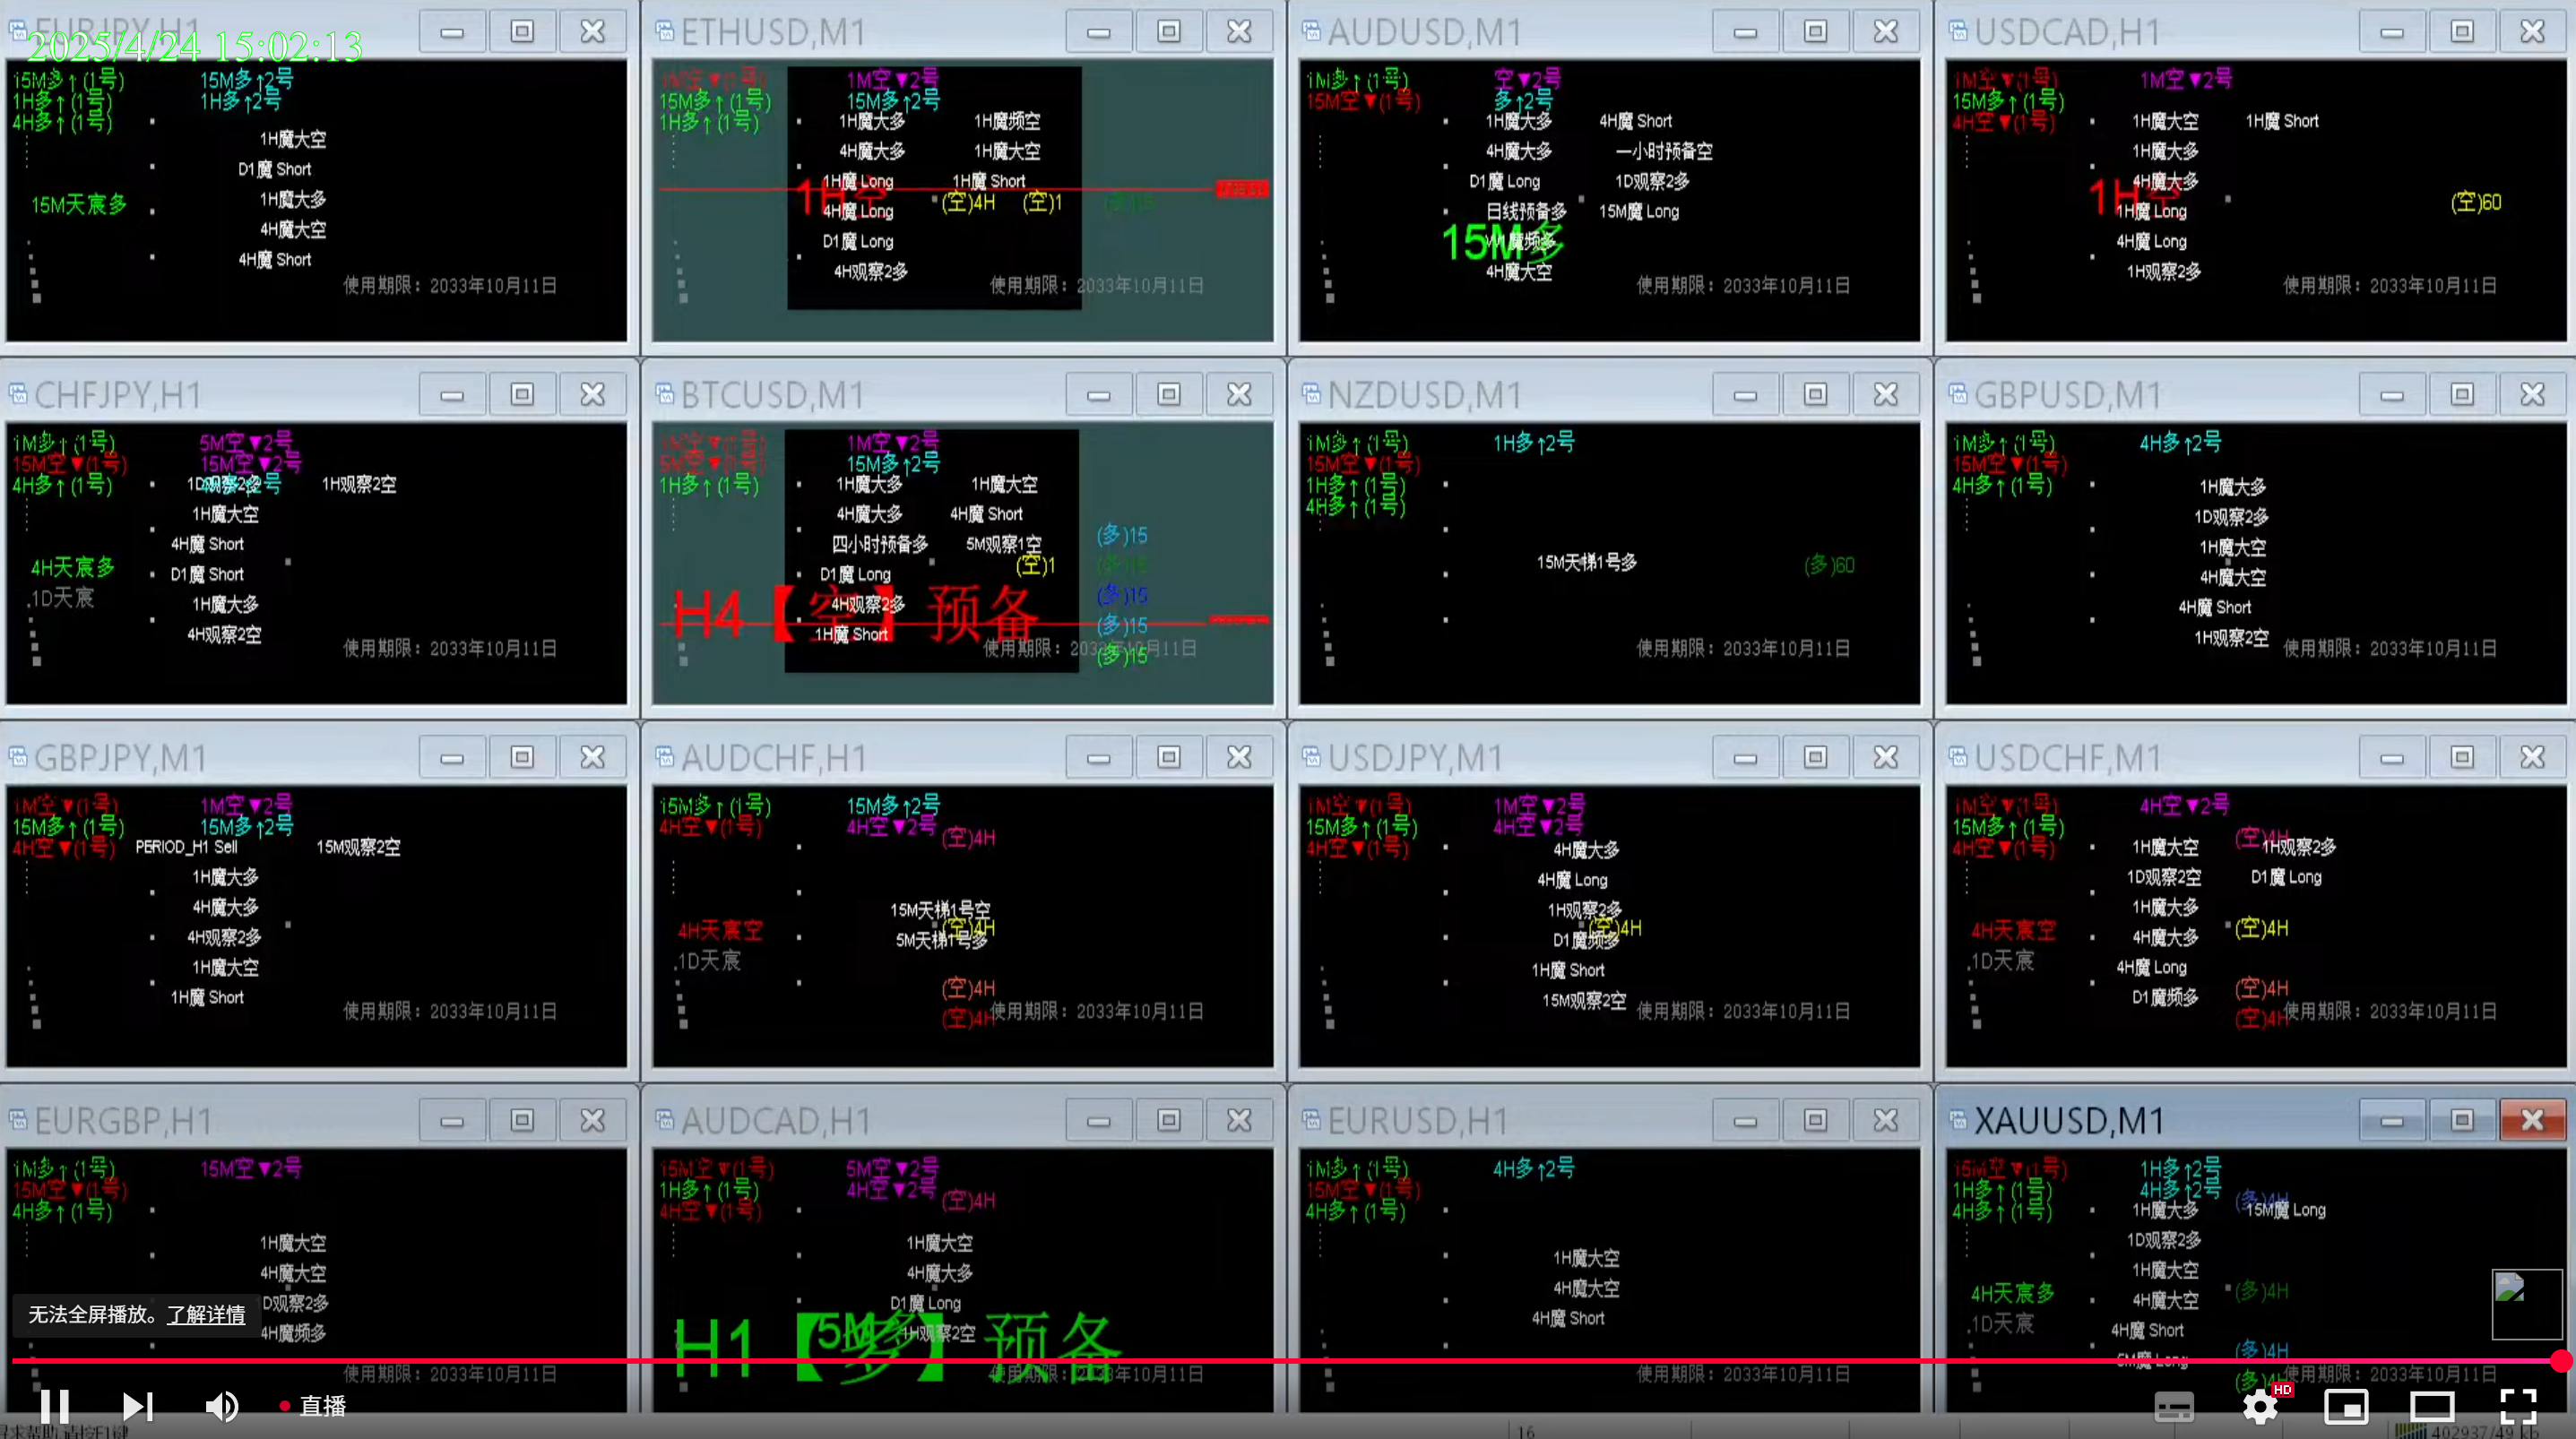 EURJPY,H1
2025/4/24 15:02:13
15M多↑(1号)
15M多↑2号
1H多↑(1号)
1H多↑2号
4H多↑(1号)
1H魔大空
D1魔 Short
1H魔大多
15M天宸多
4H魔大空
4H魔 Short
使用期限：2033年10月11日
ETHUSD,M1
1M空▼(1号)
1M空▼2号
15M多↑(1号)
15M多↑2号
1H多↑(1号)
1H魔大多
1H魔频空
4H魔大多
1H魔大空
1H魔 Long
1H魔 Short
1H空
(空)4H
(空)1
4H魔 Long
D1魔 Long
4H观察2多
使用期限：2033年10月11日
AUDUSD,M1
1M多↑(1号)
空▼2号
15M空▼(1号)
多↑2号
1H魔大多
4H魔 Short
4H魔大多
一小时预备空
D1魔 Long
1D观察2多
日线预备多
15M魔 Long
15M多
4H魔大空
使用期限：2033年10月11日
USDCAD,H1
1M空▼(1号)
1M空▼2号
15M多↑(1号)
4H空▼(1号)
1H魔大空
1H魔 Short
1H魔大多
4H魔大多
1H空
(空)60
1H魔 Long
4H魔 Long
1H观察2多
使用期限：2033年10月11日
CHFJPY,H1
1M多↑(1号)
5M空▼2号
15M空▼(1号)
15M空▼2号
4H多↑(1号)
1D观察2多
1H观察2空
1H魔大空
4H魔 Short
4H天宸多
D1魔 Short
.1D天宸
1H魔大多
4H观察2空
使用期限：2033年10月11日
BTCUSD,M1
1M空▼(1号)
1M空▼2号
5M空▼(1号)
15M多↑2号
1H多↑(1号)
1H魔大多
1H魔大空
4H魔大多
4H魔 Short
(多)15
四小时预备多
5M观察1空
(空)1
D1魔 Long
(多)15
4H观察2多
H4【空】预备
(多)15
1H魔 Short
(多)15
使用期限：2033年10月11日
NZDUSD,M1
1M多↑(1号)
1H多↑2号
15M空▼(1号)
1H多↑(1号)
4H多↑(1号)
15M天梯1号多
(多)60
使用期限：2033年10月11日
GBPUSD,M1
1M多↑(1号)
4H多↑2号
15M空▼(1号)
4H多↑(1号)
1H魔大多
1D观察2多
1H魔大空
4H魔大空
4H魔 Short
1H观察2空
使用期限：2033年10月11日
GBPJPY,M1
1M空▼(1号)
1M空▼2号
15M多↑(1号)
15M多↑2号
4H空▼(1号)
PERIOD_H1 Sell
15M观察2空
1H魔大多
4H魔大多
4H观察2多
1H魔大空
1H魔 Short
使用期限：2033年10月11日
AUDCHF,H1
15M多↑(1号)
15M多↑2号
4H空▼(1号)
4H空▼2号
(空)4H
15M天梯1号空
4H天宸空
(空)4H
5M天梯1号多
.1D天宸
(空)4H
(空)4H
使用期限：2033年10月11日
USDJPY,M1
1M空▼(1号)
1M空▼2号
15M多↑(1号)
4H空▼2号
4H空▼(1号)
4H魔大多
4H魔 Long
1H观察2多
(空)4H
D1魔频多
1H魔 Short
15M观察2空
使用期限：2033年10月11日
USDCHF,M1
1M空▼(1号)
4H空▼2号
15M多↑(1号)
4H空▼(1号)
1H魔大空
(空)4H
1H观察2多
1D观察2空
D1魔 Long
1H魔大多
4H天宸空
4H魔大多
(空)4H
.1D天宸
4H魔 Long
D1魔频多
(空)4H
(空)4H
使用期限：2033年10月11日
EURGBP,H1
1M多↑(1号)
15M空▼2号
15M空▼(1号)
4H多↑(1号)
1H魔大空
4H魔大空
1D观察2多
4H魔频多
使用期限：2033年10月11日
AUDCAD,H1
15M空▼(1号)
5M空▼2号
1H多↑(1号)
4H空▼2号
4H空▼(1号)
(空)4H
1H魔大空
4H魔大多
D1魔 Long
1H观察2空
H1【多】预备
5M多
使用期限：2033年10月11日
EURUSD,H1
1M多↑(1号)
4H多↑2号
15M空▼(1号)
4H多↑(1号)
1H魔大空
4H魔大空
4H魔 Short
使用期限：2033年10月11日
XAUUSD,M1
15M空▼(1号)
1H多↑2号
1H多↑(1号)
4H多↑2号
4H多↑(1号)
1H魔大多
(多)4H
15M魔 Long
1D观察2多
1H魔大空
4H天宸多
4H魔大空
(多)4H
.1D天宸
4H魔 Short
(多)4H
5M魔 Long
使用期限：2033年10月11日
无法全屏播放。了解详情
直播
HD
16
402937/49 kb